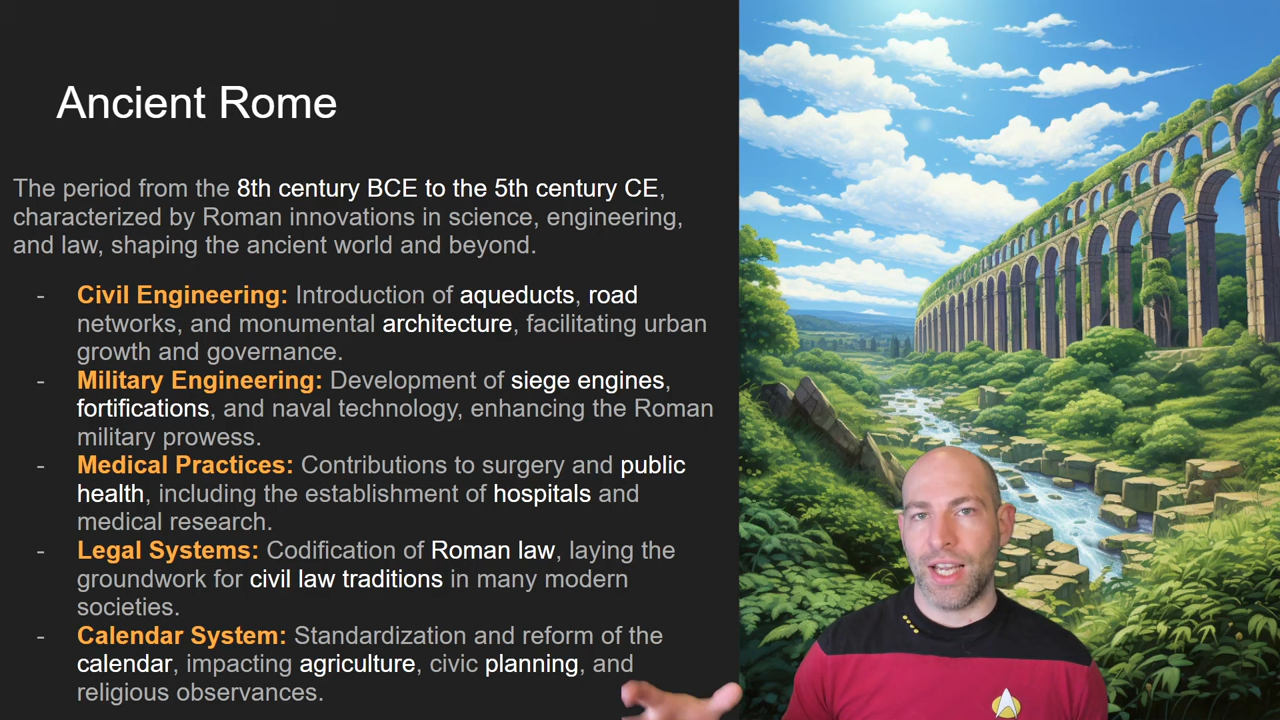 Ancient Rome
The period from the 8th century BCE to the 5th century CE,
characterized by Roman innovations in science, engineering,
and law, shaping the ancient world and beyond.
- Civil Engineering: Introduction of aqueducts, road
networks, and monumental architecture, facilitating urban
growth and governance.
- Military Engineering: Development of siege engines,
fortifications, and naval technology, enhancing the Roman
military prowess.
- Medical Practices: Contributions to surgery and public
health, including the establishment of hospitals and
medical research.
- Legal Systems: Codification of Roman law, laying the
groundwork for civil law traditions in many modern
societies.
- Calendar System: Standardization and reform of the
calendar, impacting agriculture, civic planning, and
religious observances.